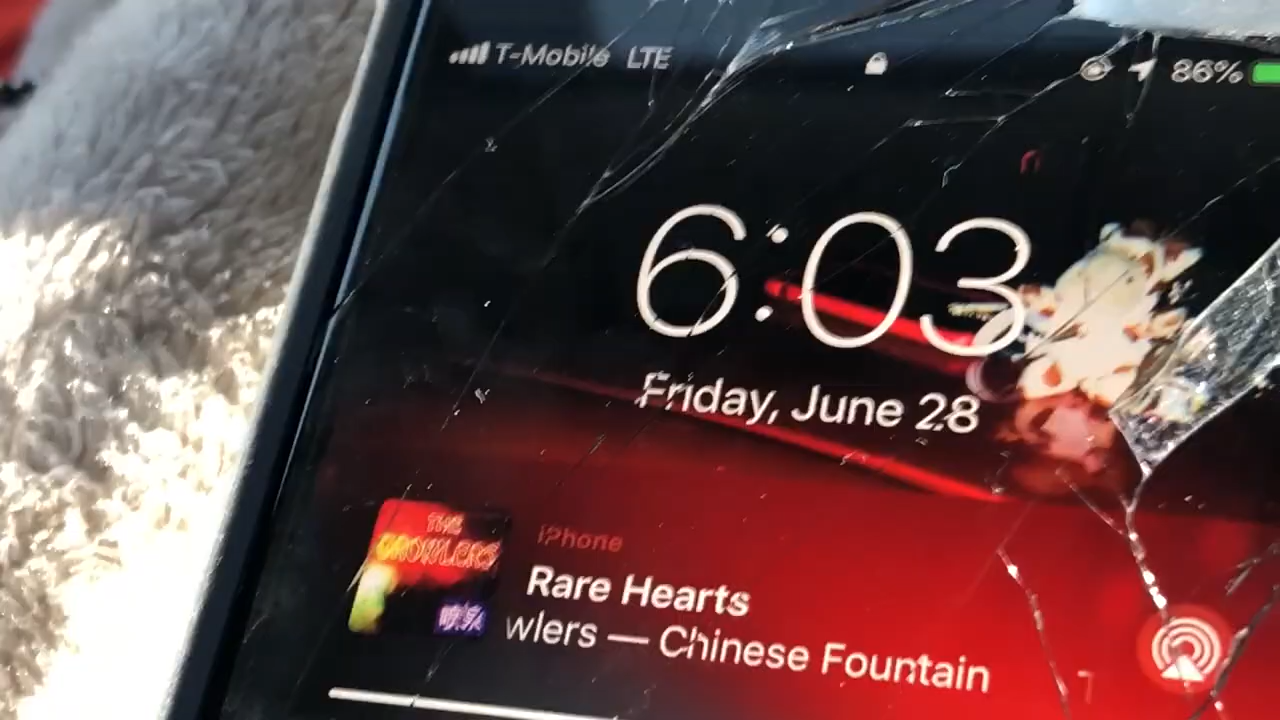 T-Mobile LTE
86%
6:03
Friday, June 28
THE
GROWLERS
iPhone
Rare Hearts
wlers — Chinese Fountain